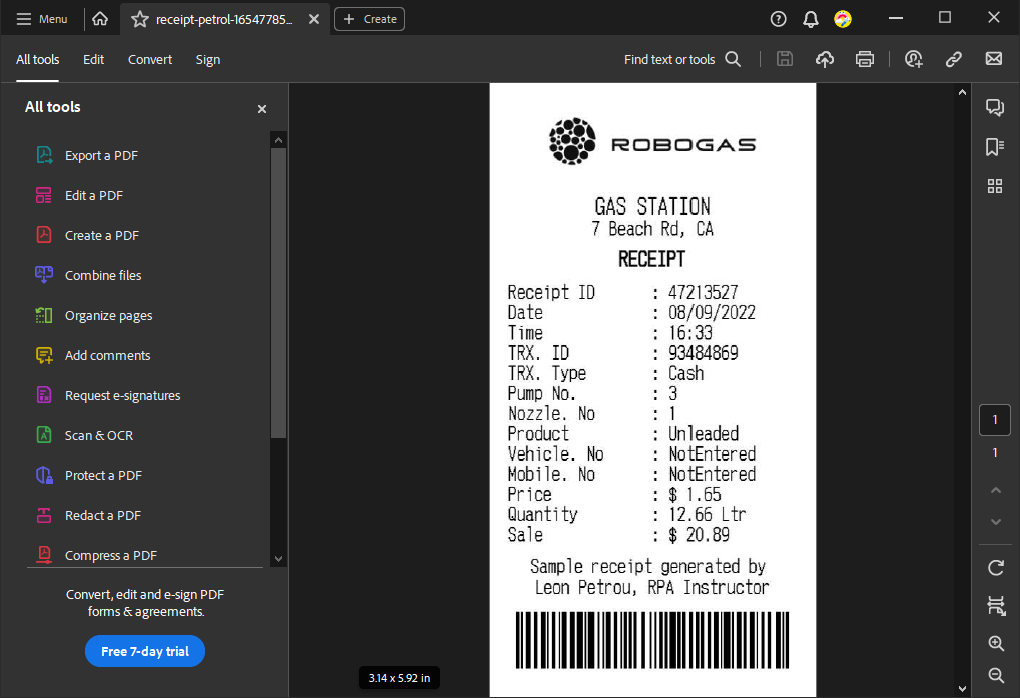 Menu
receipt-petrol-16547785...
Create
All tools
Edit
Convert
Sign
Find text or tools
All tools
Export a PDF
Edit a PDF
Create a PDF
Combine files
Organize pages
Add comments
Request e-signatures
Scan & OCR
Protect a PDF
Redact a PDF
Compress a PDF
Convert, edit and e-sign PDF
forms & agreements.
Free 7-day trial
ROBOGAS
GAS STATION
7 Beach Rd, CA
RECEIPT
Receipt ID : 47213527
Date : 08/09/2022
Time : 16:33
TRX. ID : 93484869
TRX. Type : Cash
Pump No. : 3
Nozzle. No : 1
Product : Unleaded
Vehicle. No : NotEntered
Mobile. No : NotEntered
Price : $ 1.65
Quantity : 12.66 Ltr
Sale : $ 20.89
Sample receipt generated by
Leon Petrou, RPA Instructor
3.14 x 5.92 in
1
1